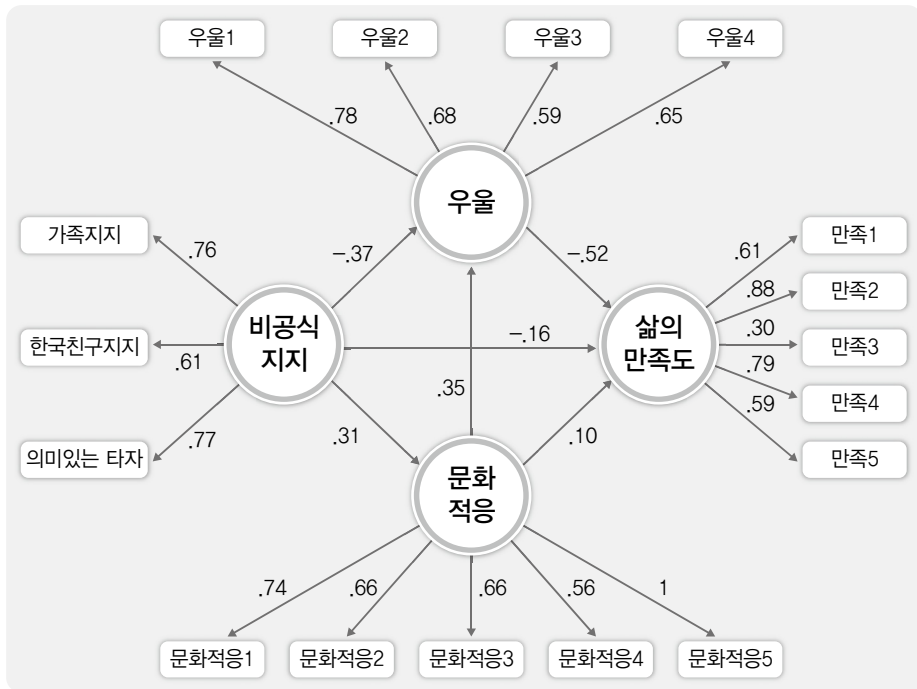 우울1
우울2
우울3
우울4
.78
.68
.59
.65
우울
가족지지
한국친구지지
의미있는 타자
.76
.61
.77
비공식
지지
-.37
-.52
-.16
.35
.31
.10
삶의
만족도
.61
.88
.30
.79
.59
만족1
만족2
만족3
만족4
만족5
문화
적응
.74
.66
.66
.56
1
문화적응1
문화적응2
문화적응3
문화적응4
문화적응5